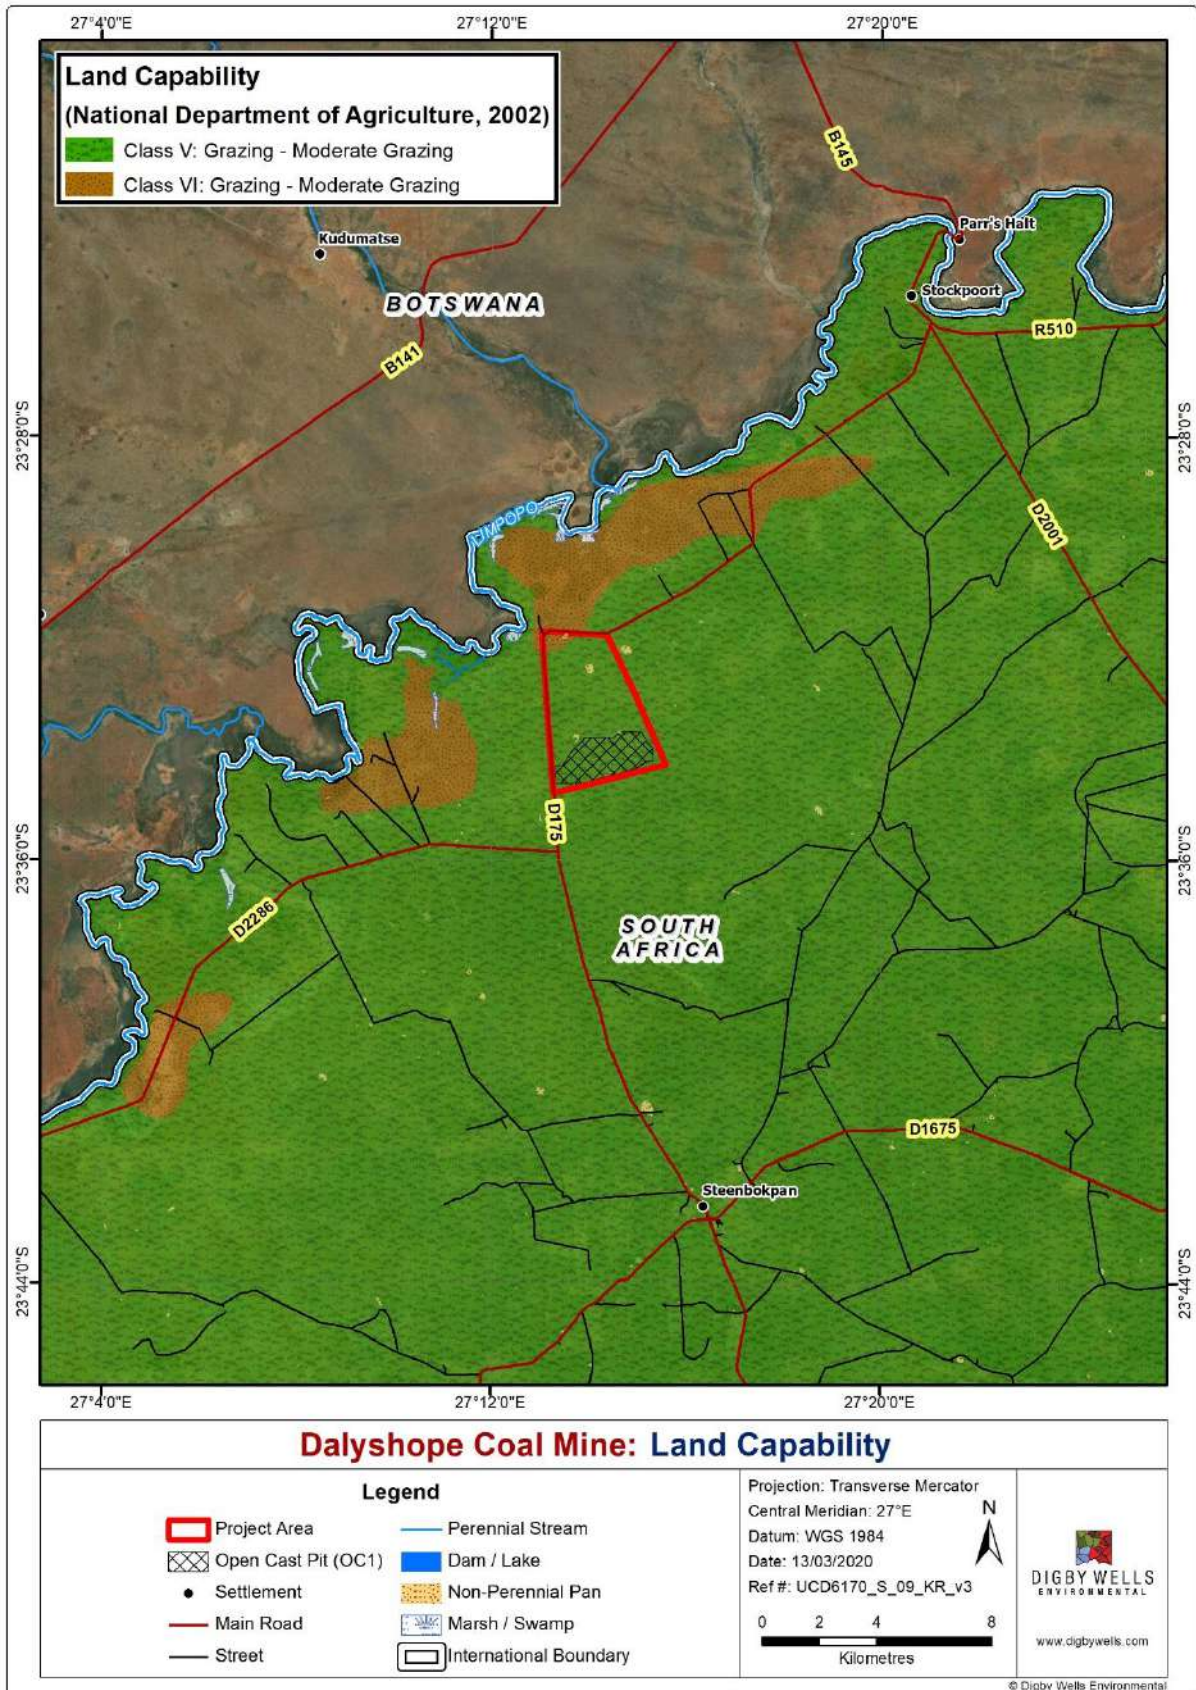 27°4'0"E
27°12'0"E
27°20'0"E
Land Capability
(National Department of Agriculture, 2002)
Class V: Grazing - Moderate Grazing
Class VI: Grazing - Moderate Grazing
B145
Parr's Halt
Kudumatse
BOTSWANA
Stockpoort
R510
B141
23°28'0"S
23°28'0"S
LIMPOPO
D2001
D175
23°36'0"S
23°36'0"S
D2286
SOUTH
AFRICA
D1675
Steenbokpan
23°44'0"S
23°44'0"S
27°4'0"E
27°12'0"E
27°20'0"E
Dalyshope Coal Mine: Land Capability
Legend
Project Area
Open Cast Pit (OC1)
Settlement
Main Road
Street
Perennial Stream
Dam / Lake
Non-Perennial Pan
Marsh / Swamp
International Boundary
Projection: Transverse Mercator
Central Meridian: 27°E
Datum: WGS 1984
Date: 13/03/2020
Ref #: UCD6170_S_09_KR_v3
N
0 2 4 8
Kilometres
DIGBY WELLS
ENVIRONMENTAL
www.digbywells.com
© Digby Wells Environmental